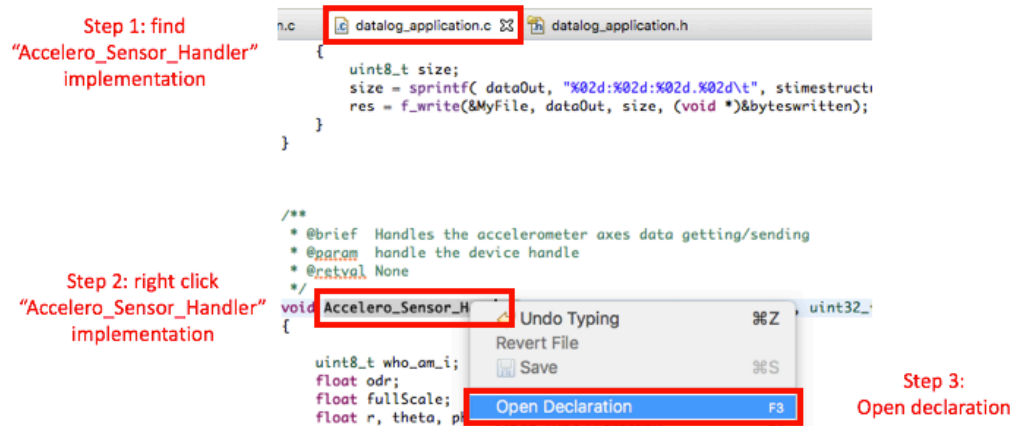 Step 1: find
“Accelero_Sensor_Handler”
implementation
n.c
datalog_application.c
datalog_application.h
{
uint8_t size;
size = sprintf( dataOut, "%02d:%02d:%02d.%02d\t", stimestructu
res = f_write(&MyFile, dataOut, size, (void *)&byteswritten);
}
}
/**
* @brief  Handles the accelerometer axes data getting/sending
* @param  handle the device handle
* @retval None
*/
Step 2: right click
“Accelero_Sensor_Handler”
implementation
void Accelero_Sensor_H , uint32_
{
uint8_t who_am_i;
float odr;
float fullScale;
float r, theta, p
Undo Typing ⌘Z
Revert File
Save ⌘S
Open Declaration F3
Step 3:
Open declaration